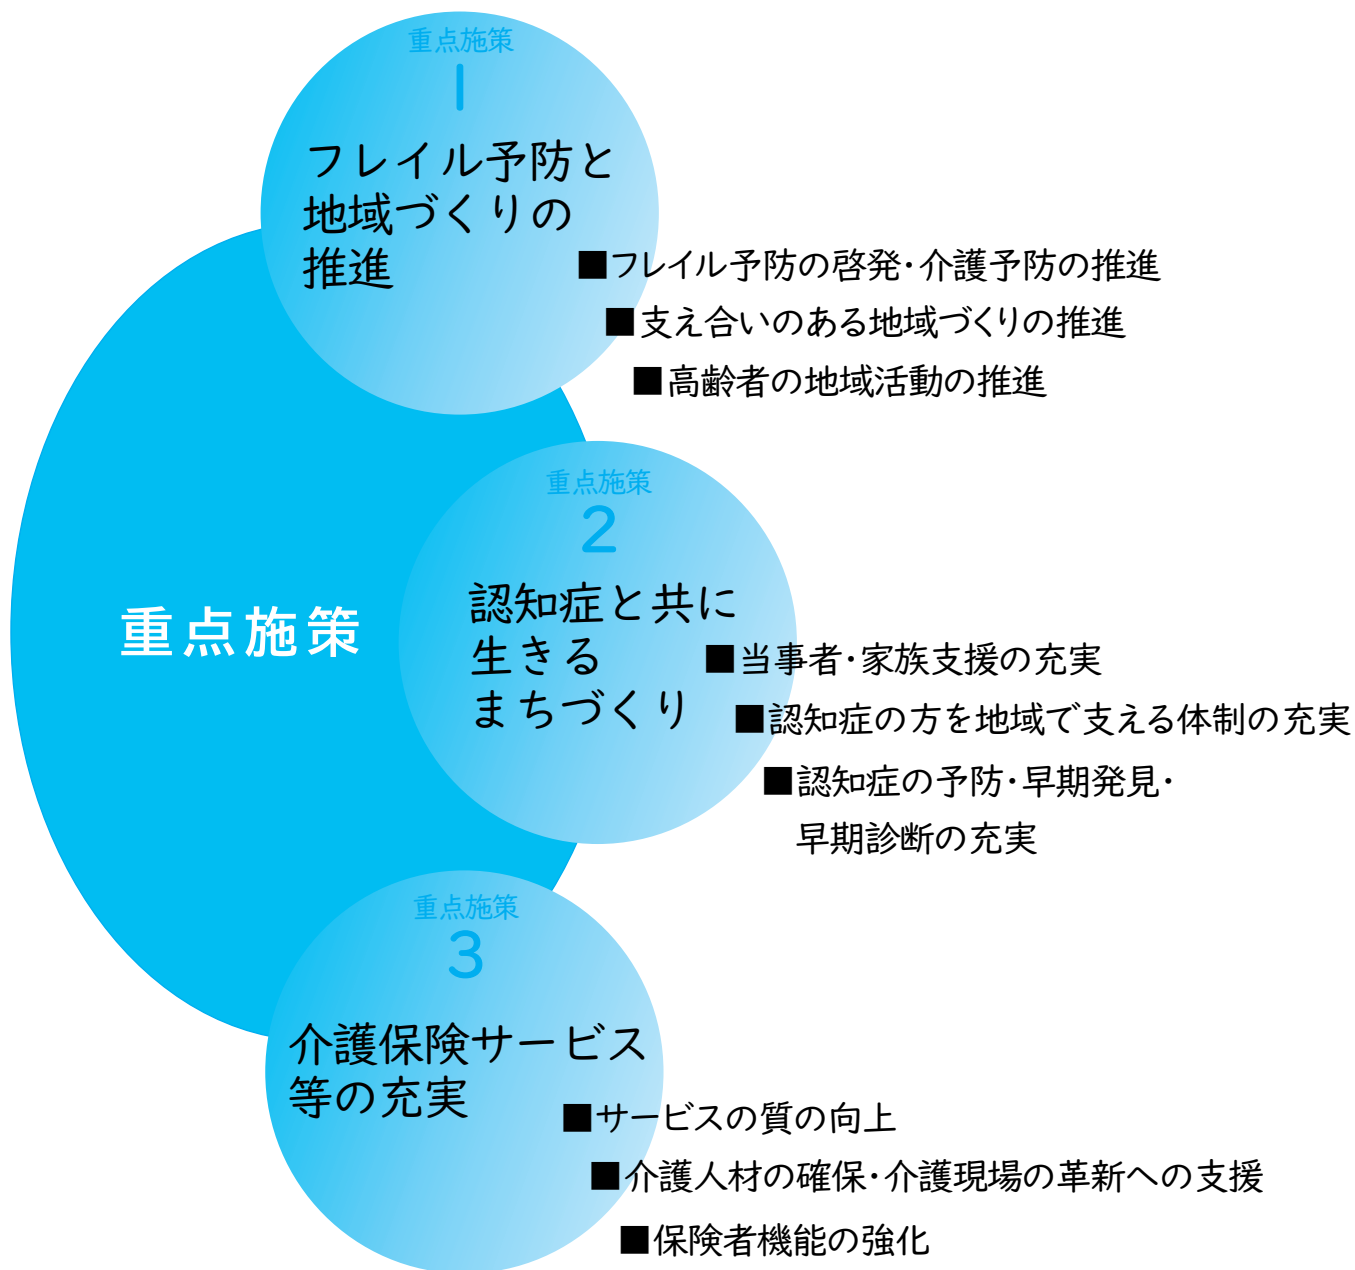 重点施策
重点施策
1
フレイル予防と
地域づくりの
推進
■フレイル予防の啓発・介護予防の推進
■支え合いのある地域づくりの推進
■高齢者の地域活動の推進
重点施策
2
認知症と共に
生きる
まちづくり
■当事者・家族支援の充実
■認知症の方を地域で支える体制の充実
■認知症の予防・早期発見・
早期診断の充実
重点施策
3
介護保険サービス
等の充実
■サービスの質の向上
■介護人材の確保・介護現場の革新への支援
■保険者機能の強化